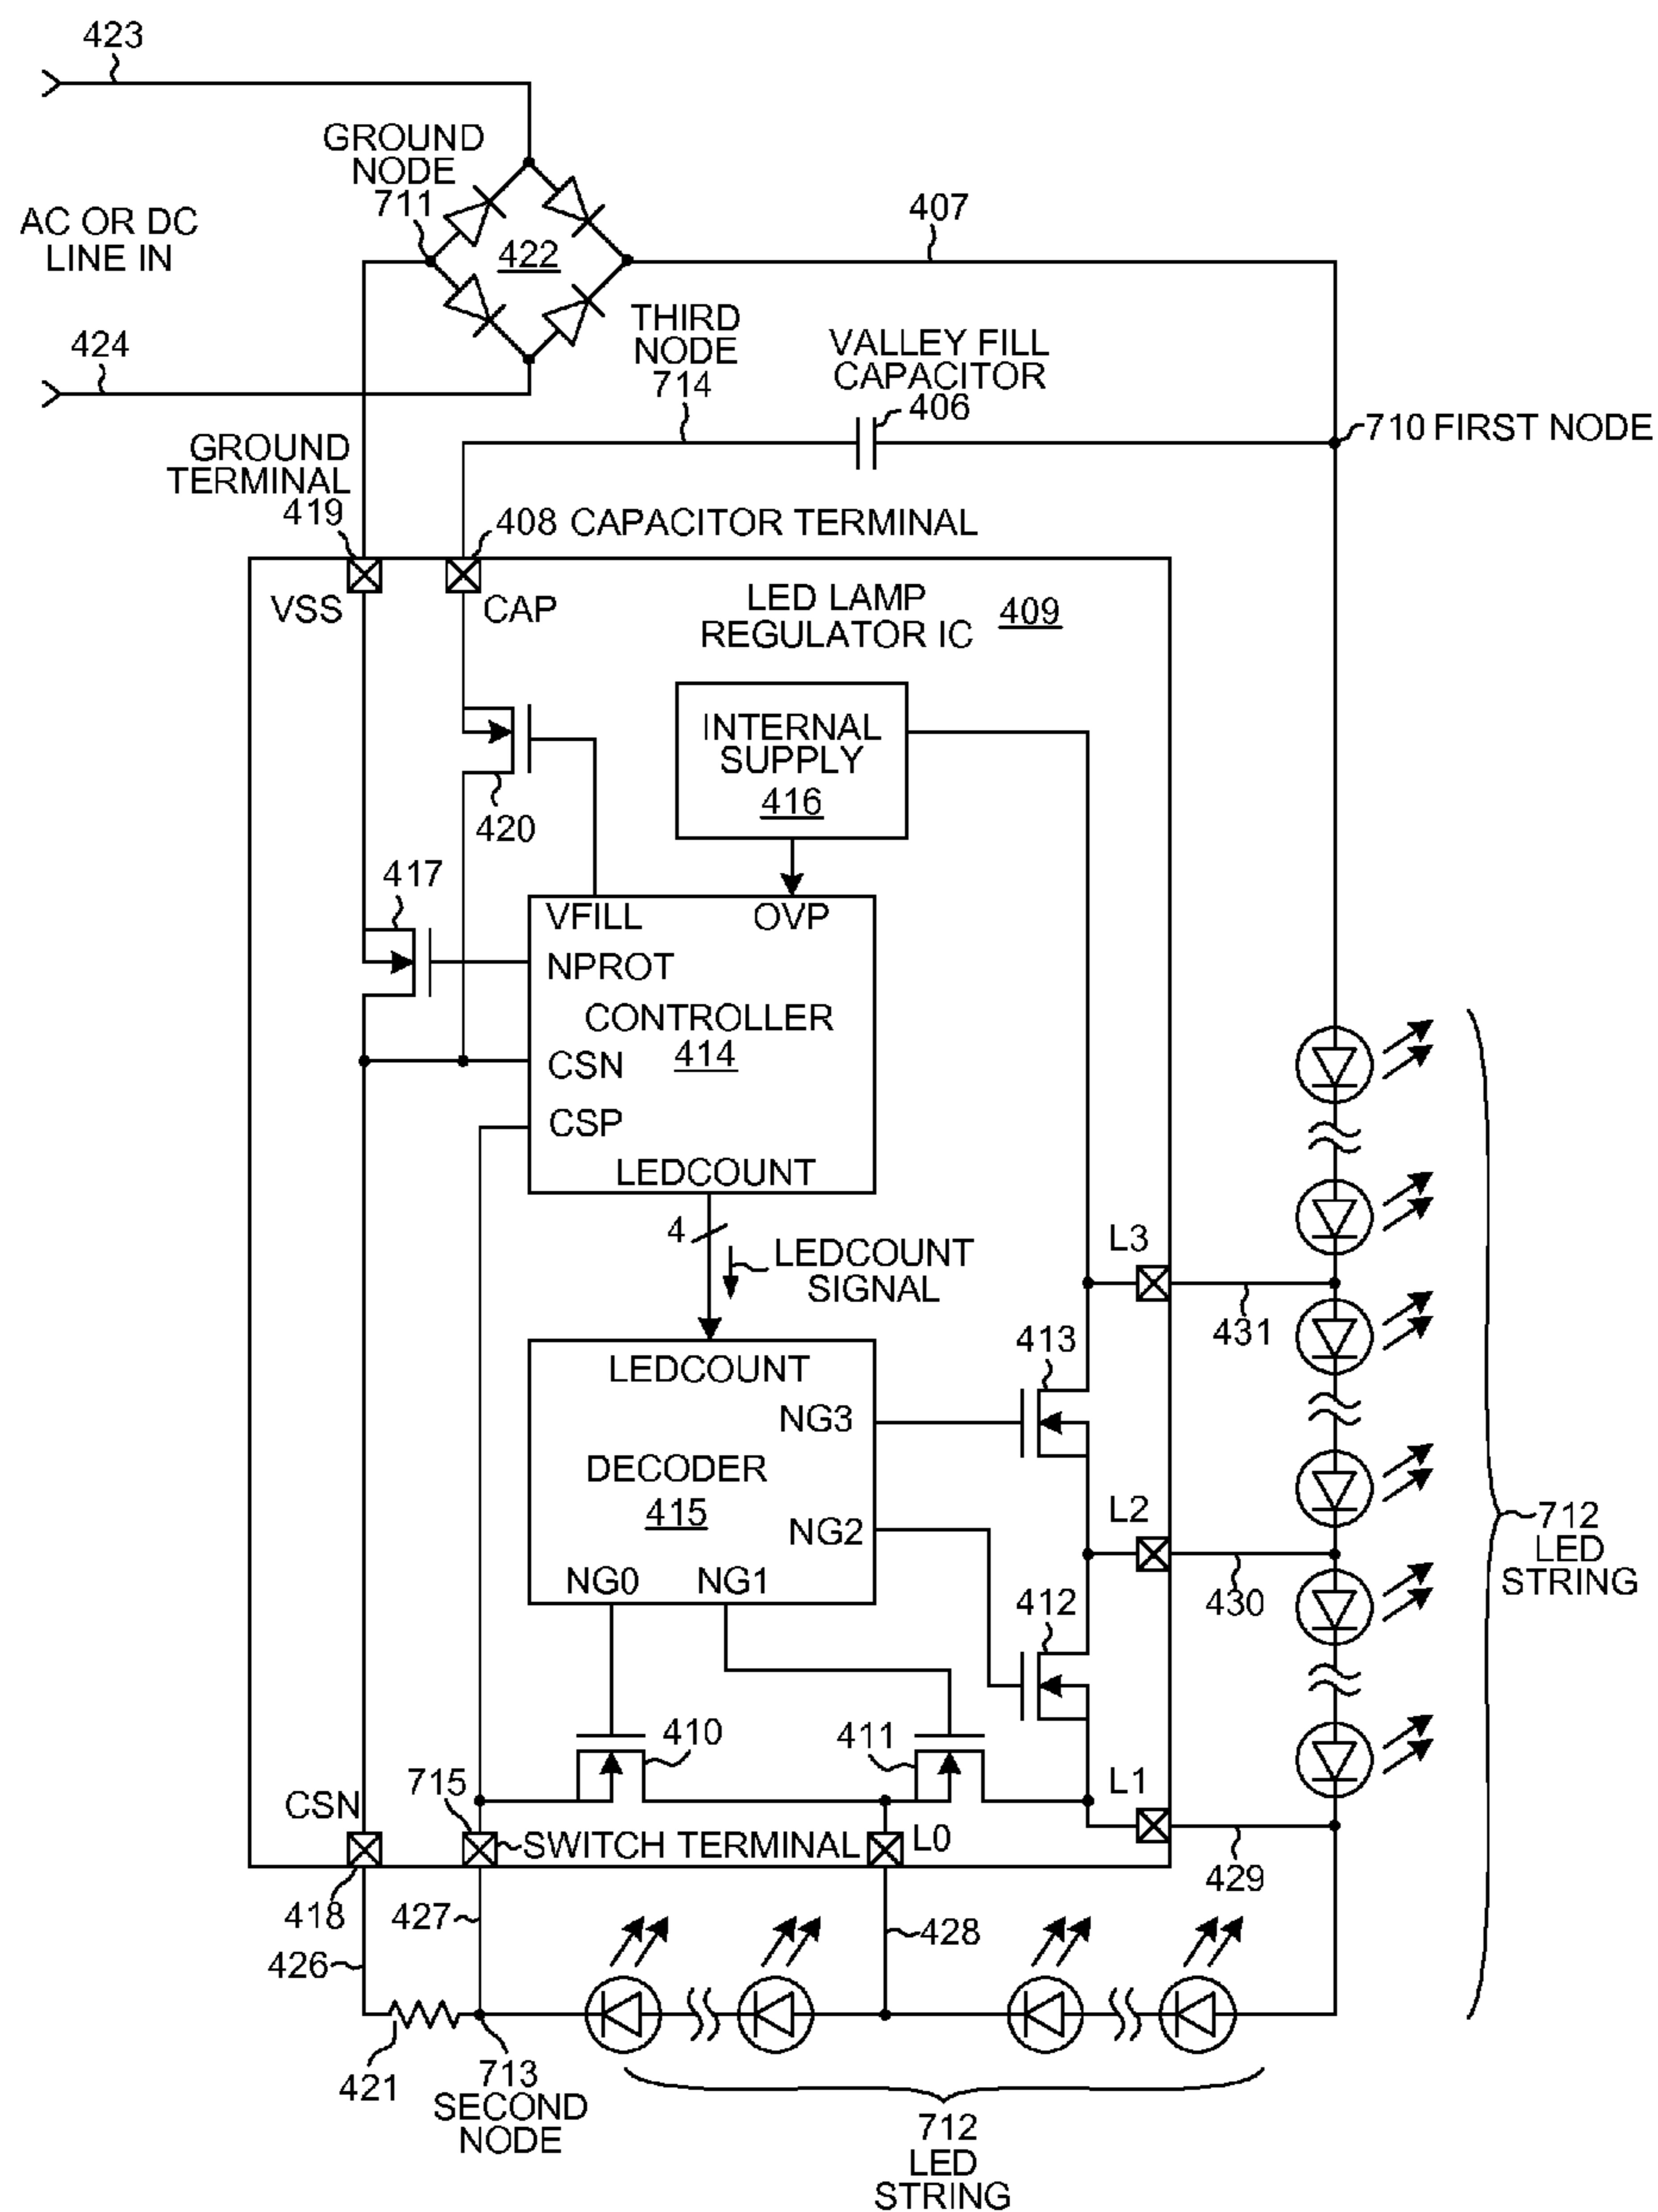 423
GROUND
NODE
711
AC OR DC
LINE IN
422
407
424
THIRD
NODE
714
VALLEY FILL
CAPACITOR
406
710 FIRST NODE
GROUND
TERMINAL
419
408 CAPACITOR TERMINAL
VSS
CAP
LED LAMP
REGULATOR IC
409
INTERNAL
SUPPLY
416
420
417
VFILL
OVP
NPROT
CONTROLLER
414
CSN
CSP
LEDCOUNT
4
LEDCOUNT
SIGNAL
L3
431
413
LEDCOUNT
NG3
DECODER
415
NG2
NG0
NG1
L2
430
412
712
LED
STRING
410
411
715
CSN
L1
SWITCH TERMINAL
L0
429
418
427
428
426
421
713
SECOND
NODE
712
LED
STRING